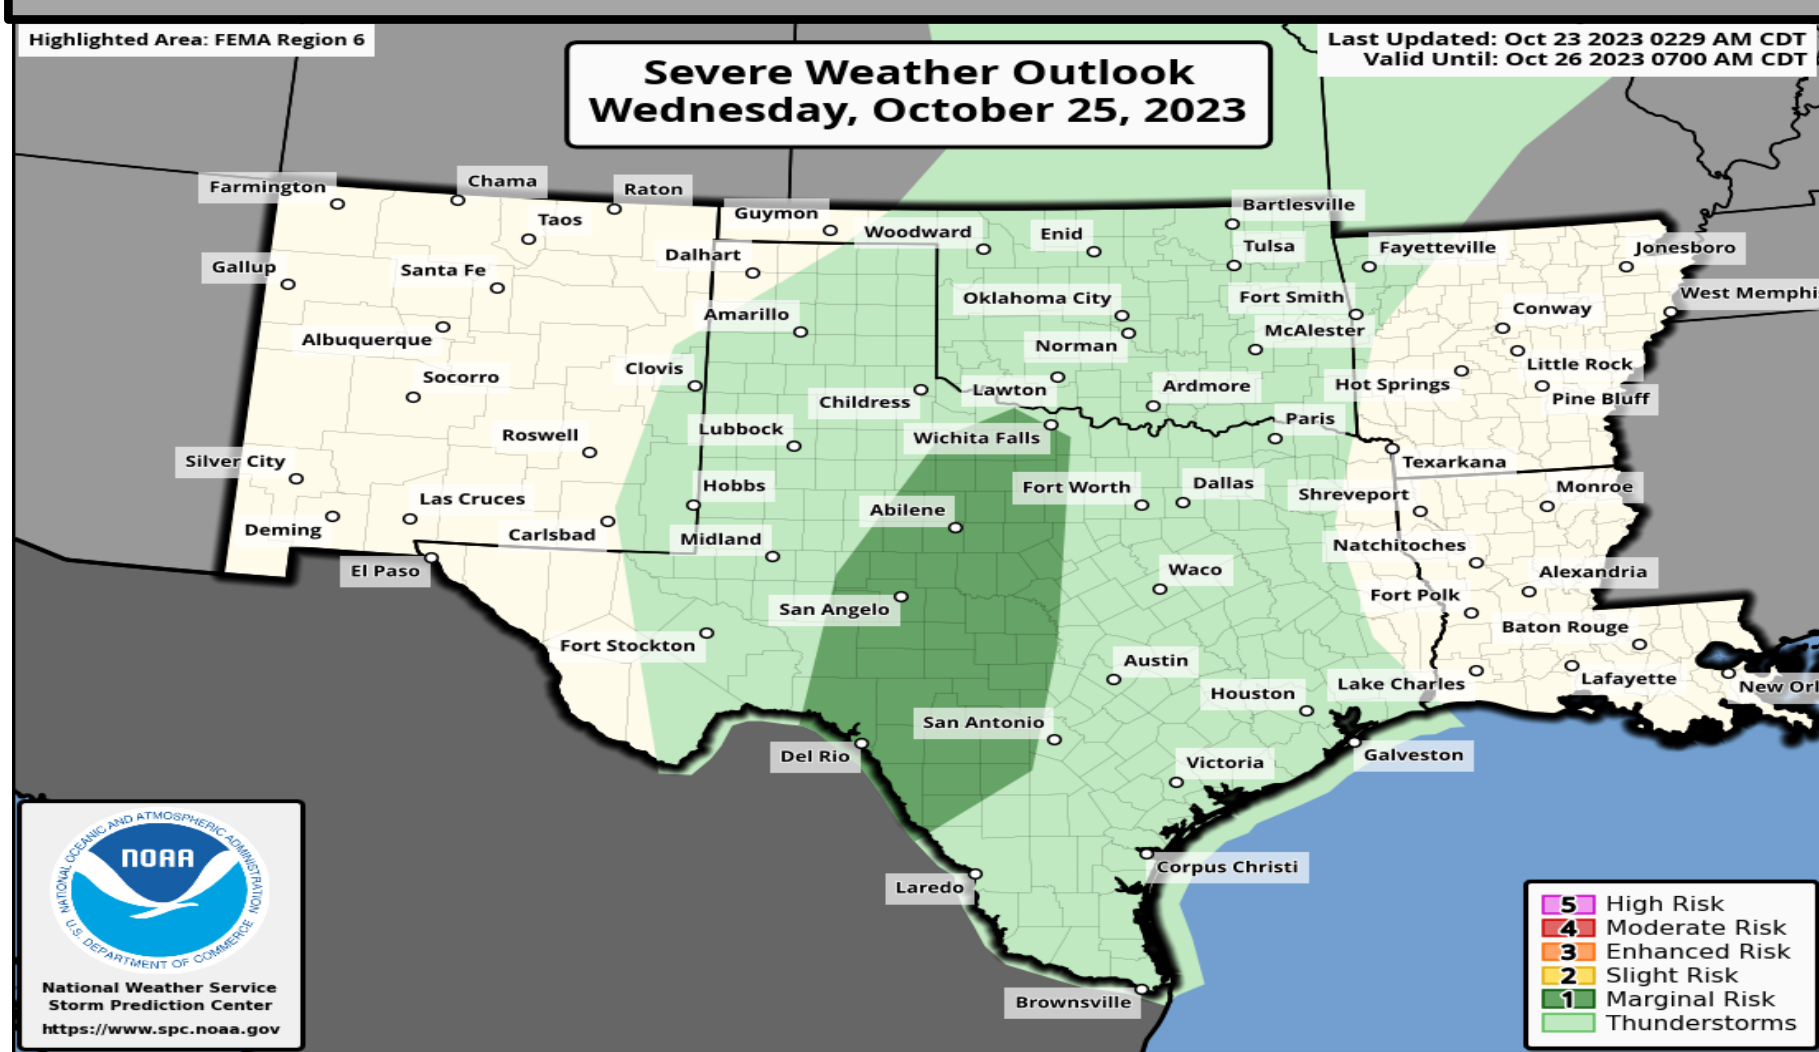 Highlighted Area: FEMA Region 6
Last Updated: Oct 23 2023 0229 AM CDT
Valid Until: Oct 26 2023 0700 AM CDT
Severe Weather Outlook
Wednesday, October 25, 2023
Farmington
Chama
Raton
Taos
Guymon
Woodward
Enid
Bartlesville
Tulsa
Fayetteville
Jonesboro
Gallup
Santa Fe
Dalhart
Oklahoma City
Fort Smith
Conway
West Memphi
Albuquerque
Amarillo
Norman
McAlester
Little Rock
Socorro
Clovis
Childress
Lawton
Ardmore
Hot Springs
Pine Bluff
Roswell
Lubbock
Wichita Falls
Paris
Texarkana
Silver City
Las Cruces
Hobbs
Fort Worth
Dallas
Shreveport
Monroe
Deming
Carlsbad
Midland
Abilene
Natchitoches
El Paso
Waco
Alexandria
San Angelo
Fort Polk
Fort Stockton
Baton Rouge
Austin
Houston
Lake Charles
Lafayette
New Orl
San Antonio
Del Rio
Victoria
Galveston
Laredo
Corpus Christi
Brownsville
NATIONAL OCEANIC AND ATMOSPHERIC ADMINISTRATION
NOAA
U.S. DEPARTMENT OF COMMERCE
National Weather Service
Storm Prediction Center
https://www.spc.noaa.gov
5 High Risk
4 Moderate Risk
3 Enhanced Risk
2 Slight Risk
1 Marginal Risk
Thunderstorms